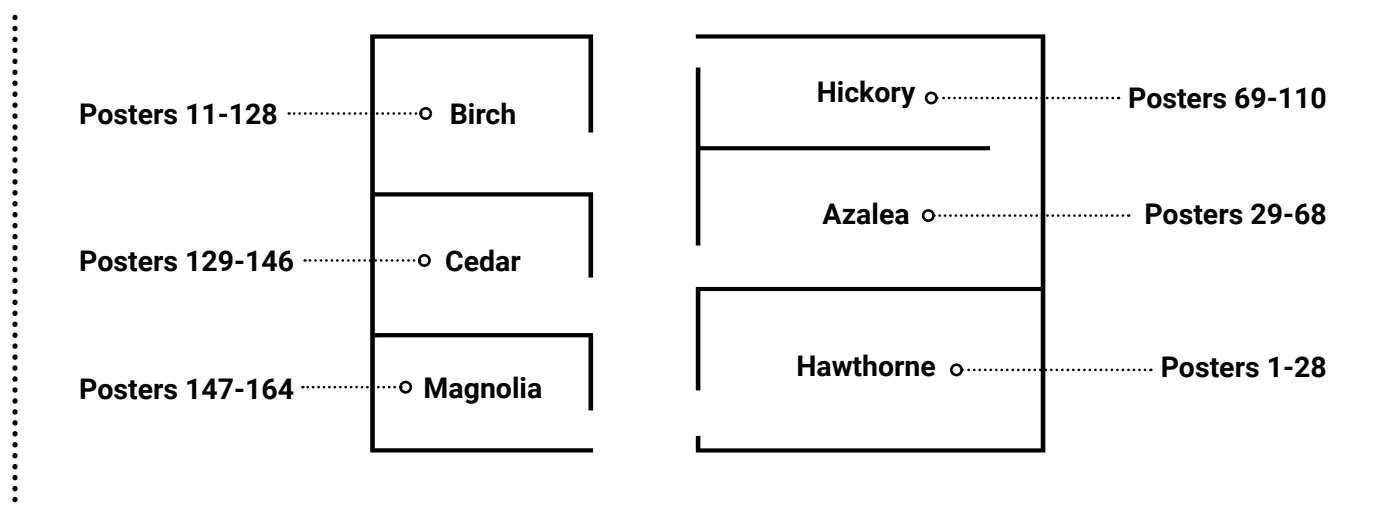 Posters 11-128
Birch
Hickory
Posters 69-110
Azalea
Posters 29-68
Posters 129-146
Cedar
Posters 147-164
Magnolia
Hawthorne
Posters 1-28